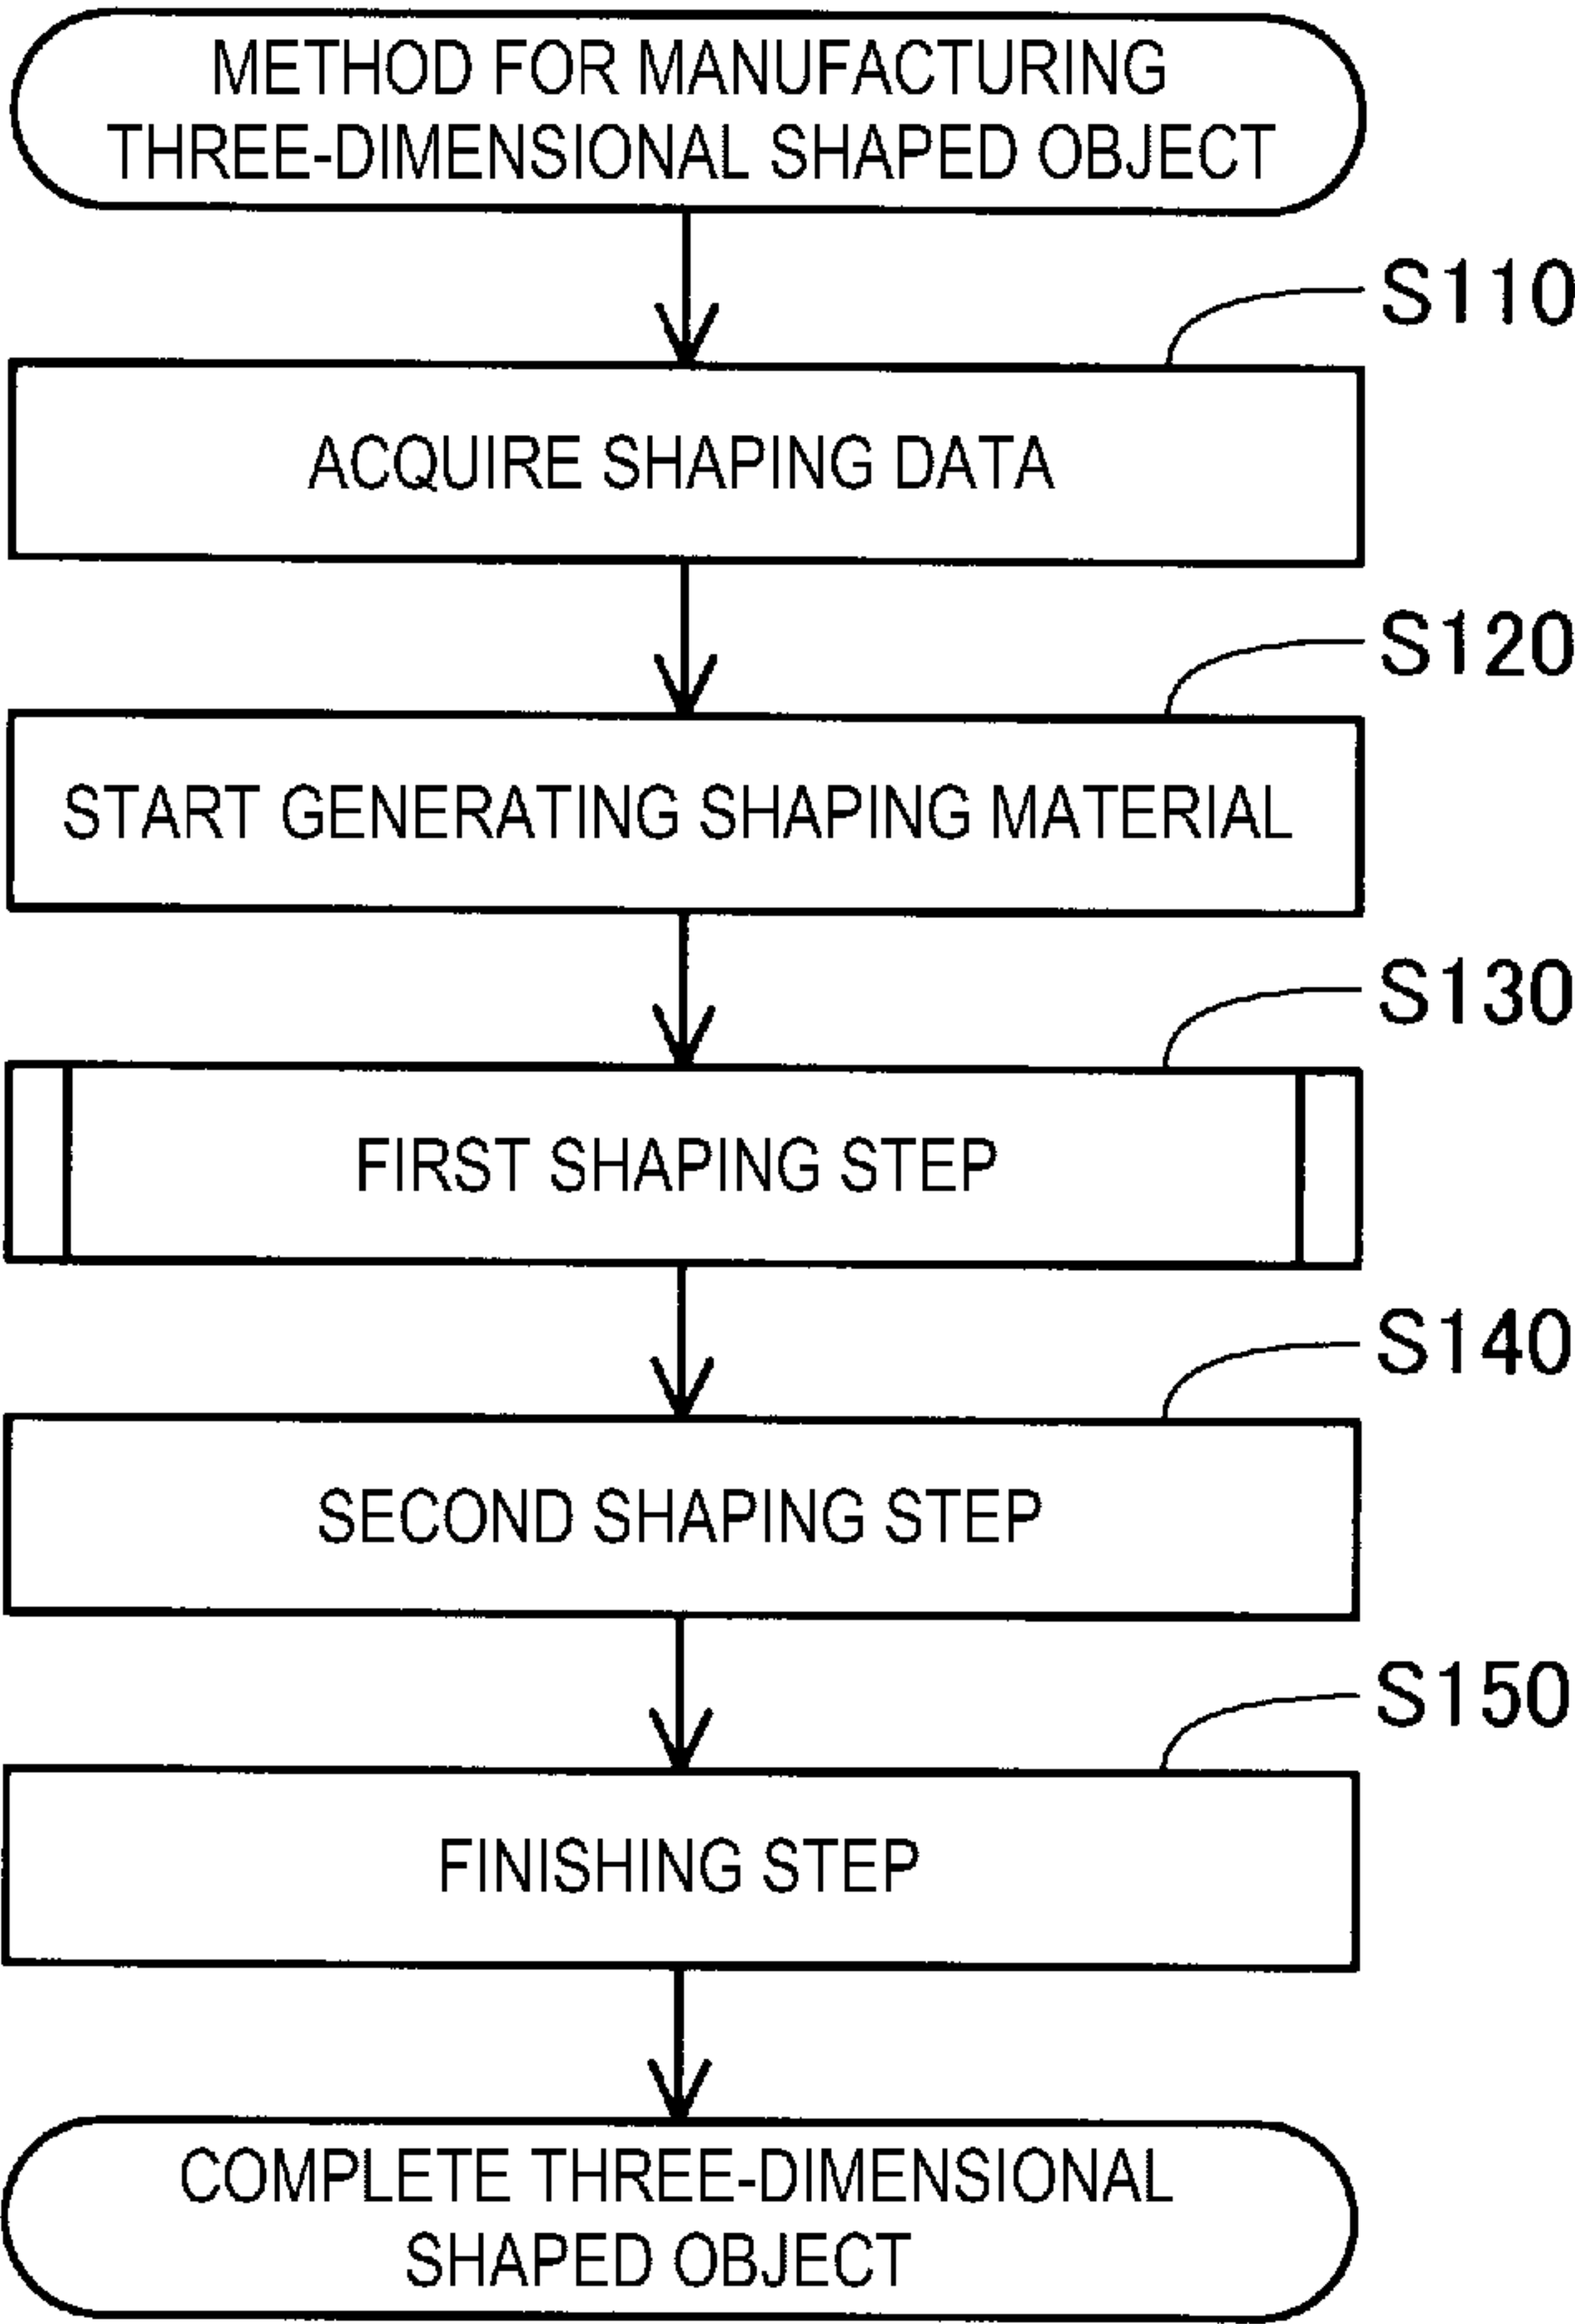 METHOD FOR MANUFACTURING
THREE-DIMENSIONAL SHAPED OBJECT
S110
ACQUIRE SHAPING DATA
S120
START GENERATING SHAPING MATERIAL
S130
FIRST SHAPING STEP
S140
SECOND SHAPING STEP
S150
FINISHING STEP
COMPLETE THREE-DIMENSIONAL
SHAPED OBJECT